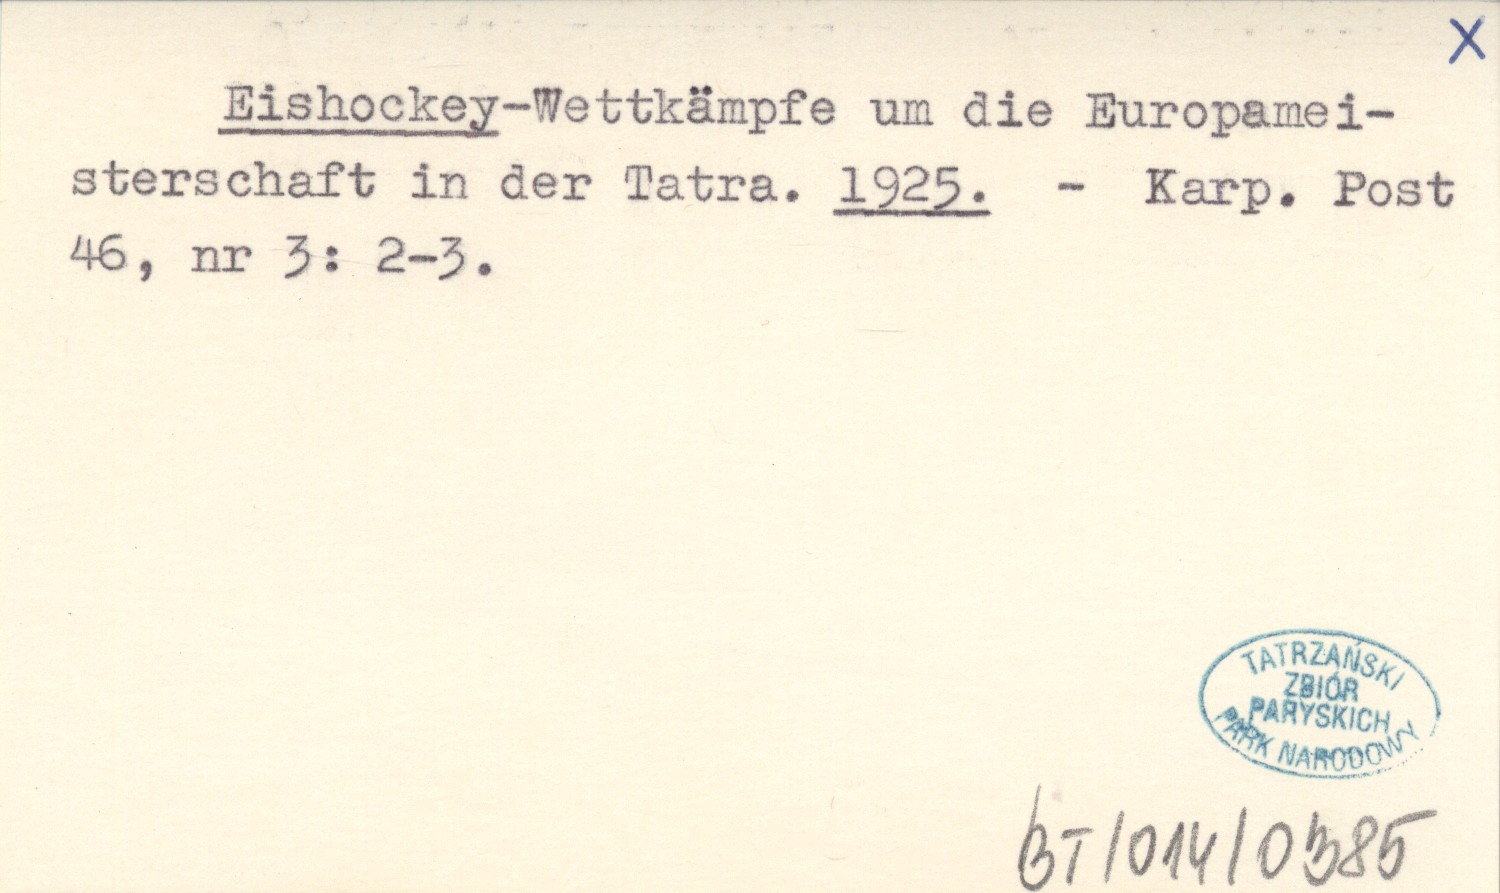 X
Eishockey-Wettkämpfe um die Europamei-
sterschaft in der Tatra. 1925. - Karp. Post
46, nr 3: 2-3.
TATRZAŃSKI
ZBIÓR
PARYSKICH
PARK NARODOWY
BT/014/0385